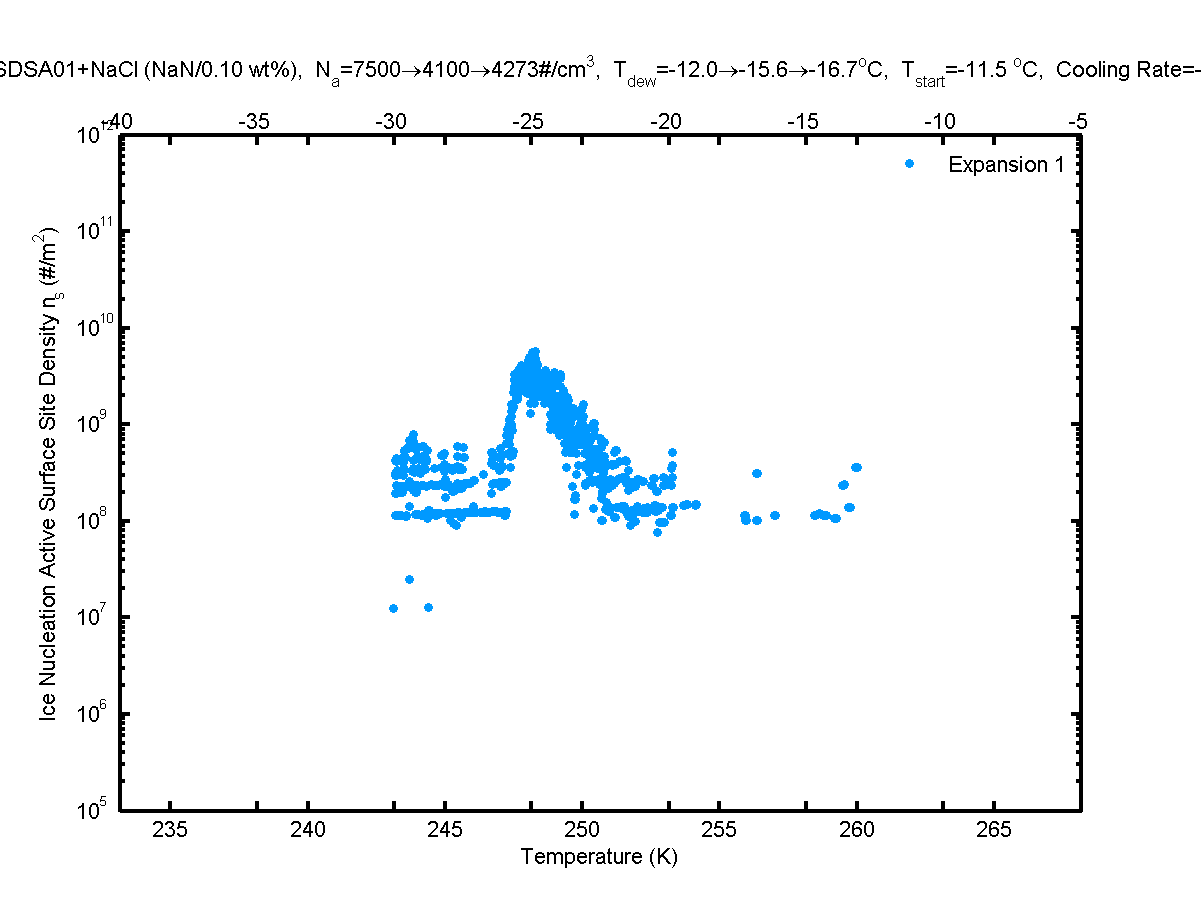 SDSA01+NaCl (NaN/0.10 wt%), Na=7500→4100→4273#/cm3, Tdew=-12.0→-15.6→-16.7oC, Tstart=-11.5 oC, Cooling Rate=-
-40 -35 -30 -25 -20 -15 -10 -5
Expansion 1
10^12
10^11
10^10
10^9
10^8
10^7
10^6
10^5
Ice Nucleation Active Surface Site Density ns (#/m2)
235 240 245 250 255 260 265
Temperature (K)